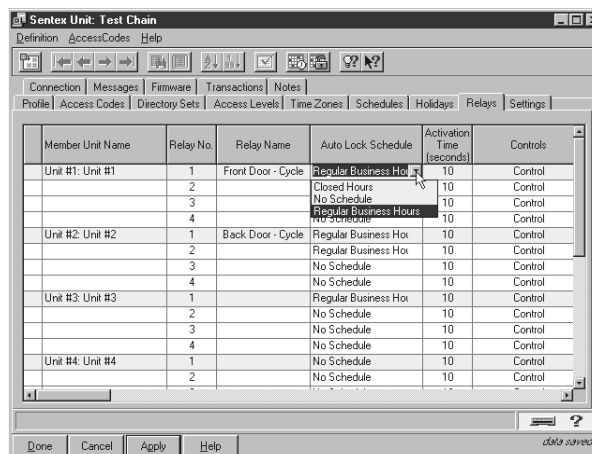 Sentex Unit: Test Chain
Definition AccessCodes Help
Connection Messages Firmware Transactions Notes
Profile Access Codes Directory Sets Access Levels Time Zones Schedules Holidays Relays Settings
Member Unit Name Relay No. Relay Name Auto Lock Schedule Activation Time (seconds) Controls
Unit #1: Unit #1 1 Front Door - Cycle Regular Business Hou 10 Control
2 Closed Hours 10 Control
3 No Schedule 10 Control
Regular Business Hours
4 No Schedule 10 Control
Unit #2: Unit #2 1 Back Door - Cycle Regular Business Hou 10 Control
2 Regular Business Hou 10 Control
3 No Schedule 10 Control
4 No Schedule 10 Control
Unit #3: Unit #3 1 Regular Business Hou 10 Control
2 No Schedule 10 Control
3 No Schedule 10 Control
4 No Schedule 10 Control
Unit #4: Unit #4 1 No Schedule 10 Control
2 No Schedule 10 Control
Done Cancel Apply Help data saved